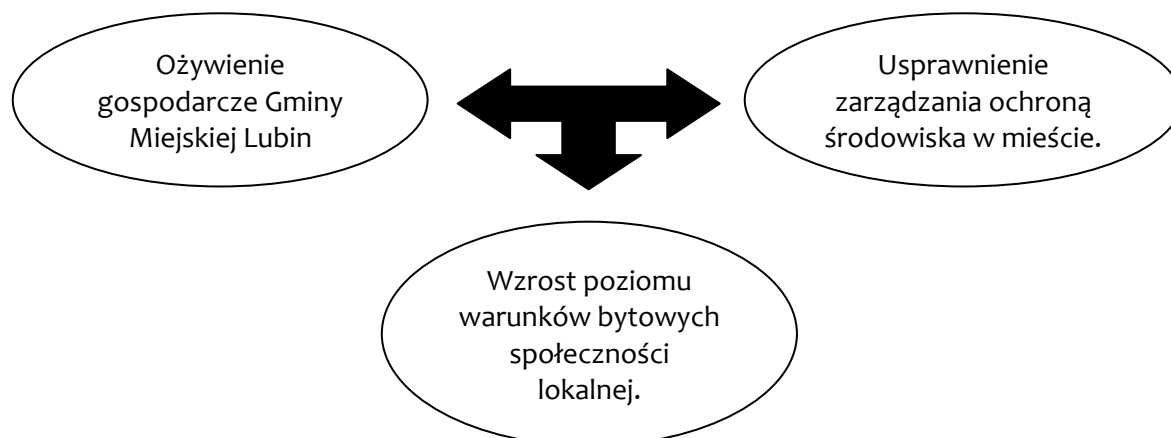 Ożywienie
gospodarcze Gminy
Miejskiej Lubin
Usprawnienie
zarządzania ochroną
środowiska w mieście.
Wzrost poziomu
warunków bytowych
społeczności
lokalnej.